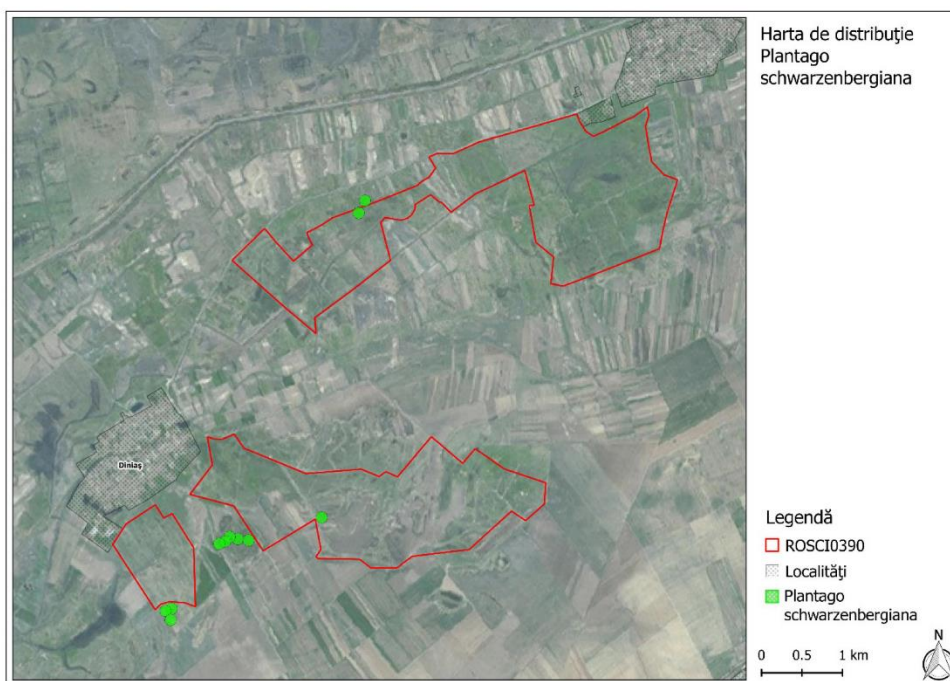 Harta de distribuție
Plantago
schwarzenbergiana
Diniaș
Legendă
ROSCI0390
Localități
Plantago
schwarzenbergiana
N
0 0.5 1 km